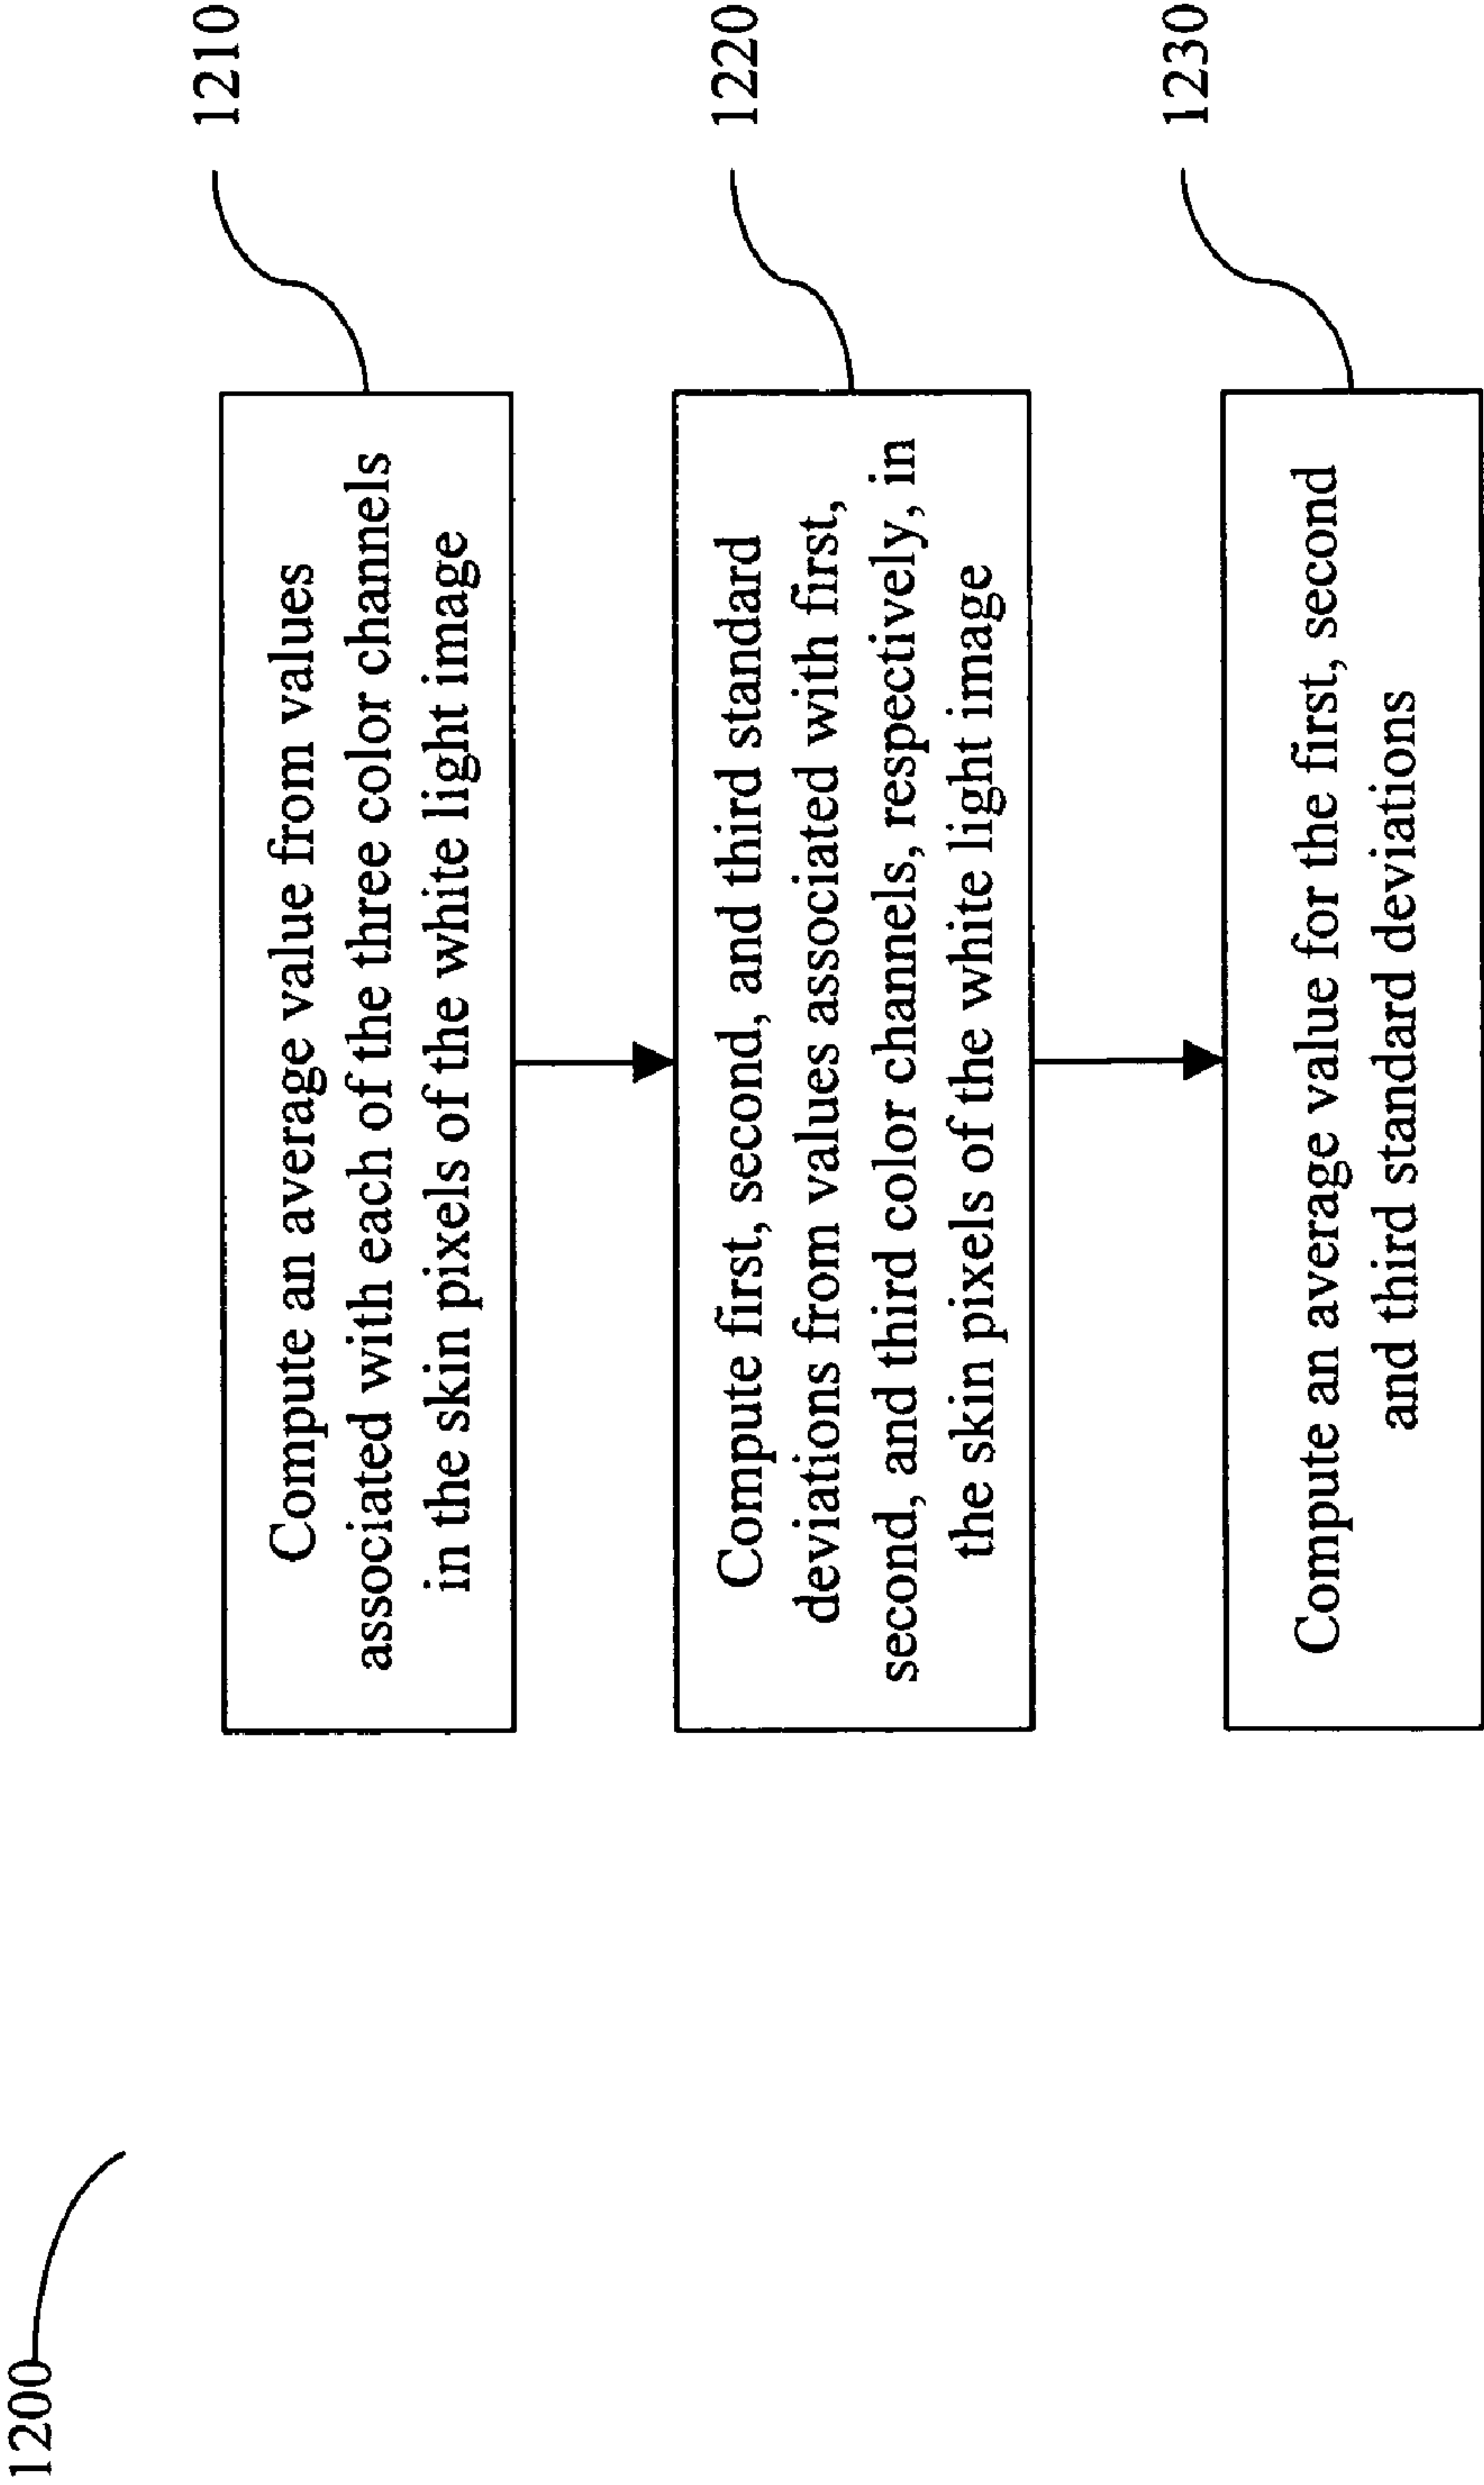 1200
Compute an average value from values
associated with each of the three color channels
in the skin pixels of the white light image
1210
Compute first, second, and third standard
deviations from values associated with first,
second, and third color channels, respectively, in
the skin pixels of the white light image
1220
Compute an average value for the first, second
and third standard deviations
1230